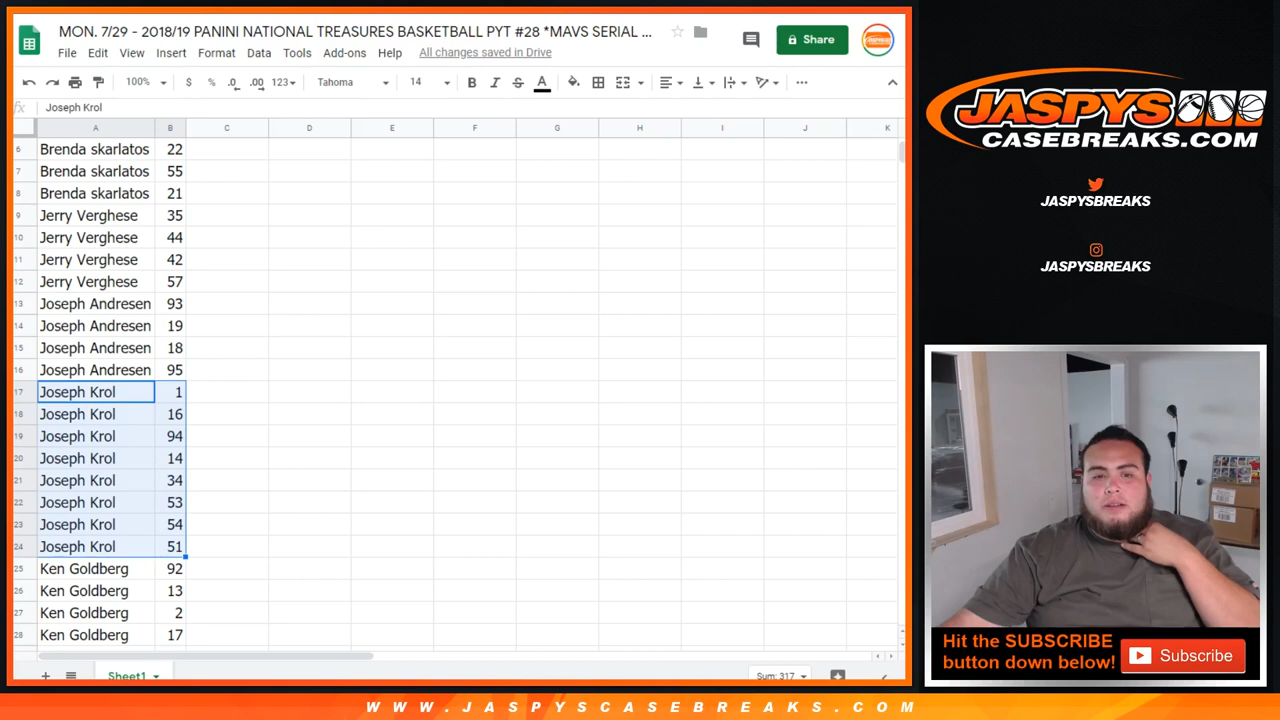 MON. 7/29 - 2018/19 PANINI NATIONAL TREASURES BASKETBALL PYT #28 *MAVS SERIAL ...
File Edit View Insert Format Data Tools Add-ons Help All changes saved in Drive
Share
100% $ % .0 .00 123 Tahoma 14 B I S A
fx Joseph Krol
A B C D E F G H I J K
6 Brenda skarlatos 22
7 Brenda skarlatos 55
8 Brenda skarlatos 21
9 Jerry Verghese 35
10 Jerry Verghese 44
11 Jerry Verghese 42
12 Jerry Verghese 57
13 Joseph Andresen 93
14 Joseph Andresen 19
15 Joseph Andresen 18
16 Joseph Andresen 95
17 Joseph Krol 1
18 Joseph Krol 16
19 Joseph Krol 94
20 Joseph Krol 14
21 Joseph Krol 34
22 Joseph Krol 53
23 Joseph Krol 54
24 Joseph Krol 51
25 Ken Goldberg 92
26 Ken Goldberg 13
27 Ken Goldberg 2
28 Ken Goldberg 17
Sheet1
Sum: 317
JASPYS
CASEBREAKS.COM
JASPYSBREAKS
JASPYSBREAKS
Hit the SUBSCRIBE
button down below!
Subscribe
WWW.JASPYSCASEBREAKS.COM